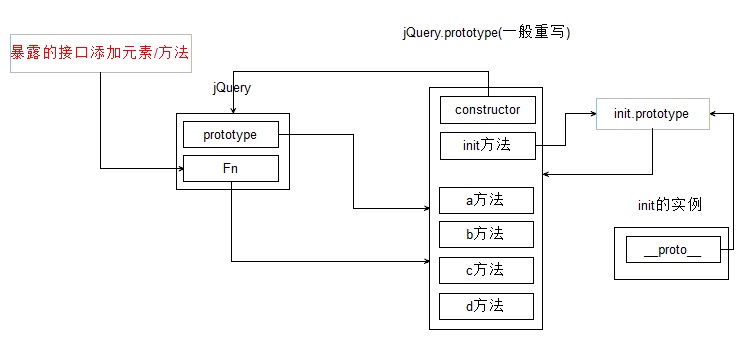 jQuery.prototype(一般重写)
暴露的接口添加元素/方法
jQuery
constructor
init.prototype
prototype
init方法
Fn
a方法
init的实例
b方法
__proto__
c方法
d方法